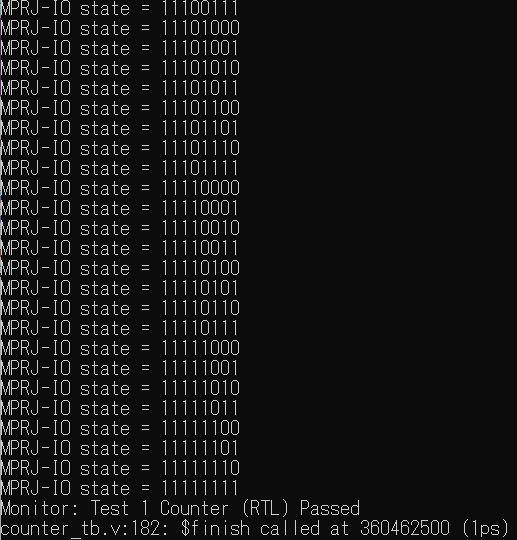 MPRJ-IO state = 11100111
MPRJ-IO state = 11101000
MPRJ-IO state = 11101001
MPRJ-IO state = 11101010
MPRJ-IO state = 11101011
MPRJ-IO state = 11101100
MPRJ-IO state = 11101101
MPRJ-IO state = 11101110
MPRJ-IO state = 11101111
MPRJ-IO state = 11110000
MPRJ-IO state = 11110001
MPRJ-IO state = 11110010
MPRJ-IO state = 11110011
MPRJ-IO state = 11110100
MPRJ-IO state = 11110101
MPRJ-IO state = 11110110
MPRJ-IO state = 11110111
MPRJ-IO state = 11111000
MPRJ-IO state = 11111001
MPRJ-IO state = 11111010
MPRJ-IO state = 11111011
MPRJ-IO state = 11111100
MPRJ-IO state = 11111101
MPRJ-IO state = 11111110
MPRJ-IO state = 11111111
Monitor: Test 1 Counter (RTL) Passed
counter_tb.v:182: $finish called at 360462500 (1ps)